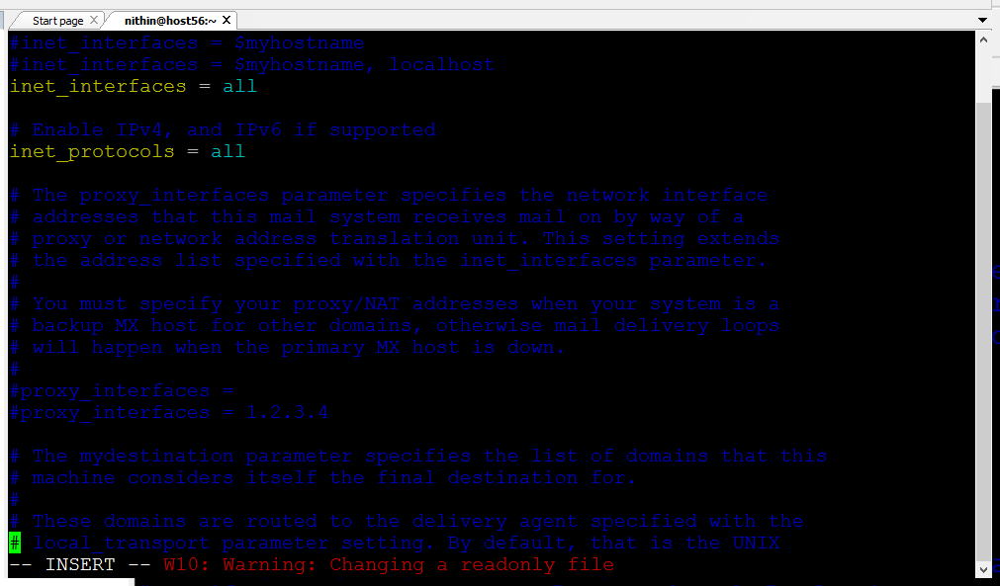 Start page
nithin@host56:~
#inet_interfaces = $myhostname
#inet_interfaces = $myhostname, localhost
inet_interfaces = all
# Enable IPv4, and IPv6 if supported
inet_protocols = all
# The proxy_interfaces parameter specifies the network interface
# addresses that this mail system receives mail on by way of a
# proxy or network address translation unit. This setting extends
# the address list specified with the inet_interfaces parameter.
#
# You must specify your proxy/NAT addresses when your system is a
# backup MX host for other domains, otherwise mail delivery loops
# will happen when the primary MX host is down.
#
#proxy_interfaces =
#proxy_interfaces = 1.2.3.4
# The mydestination parameter specifies the list of domains that this
# machine considers itself the final destination for.
#
# These domains are routed to the delivery agent specified with the
# local_transport parameter setting. By default, that is the UNIX
-- INSERT -- W10: Warning: Changing a readonly file